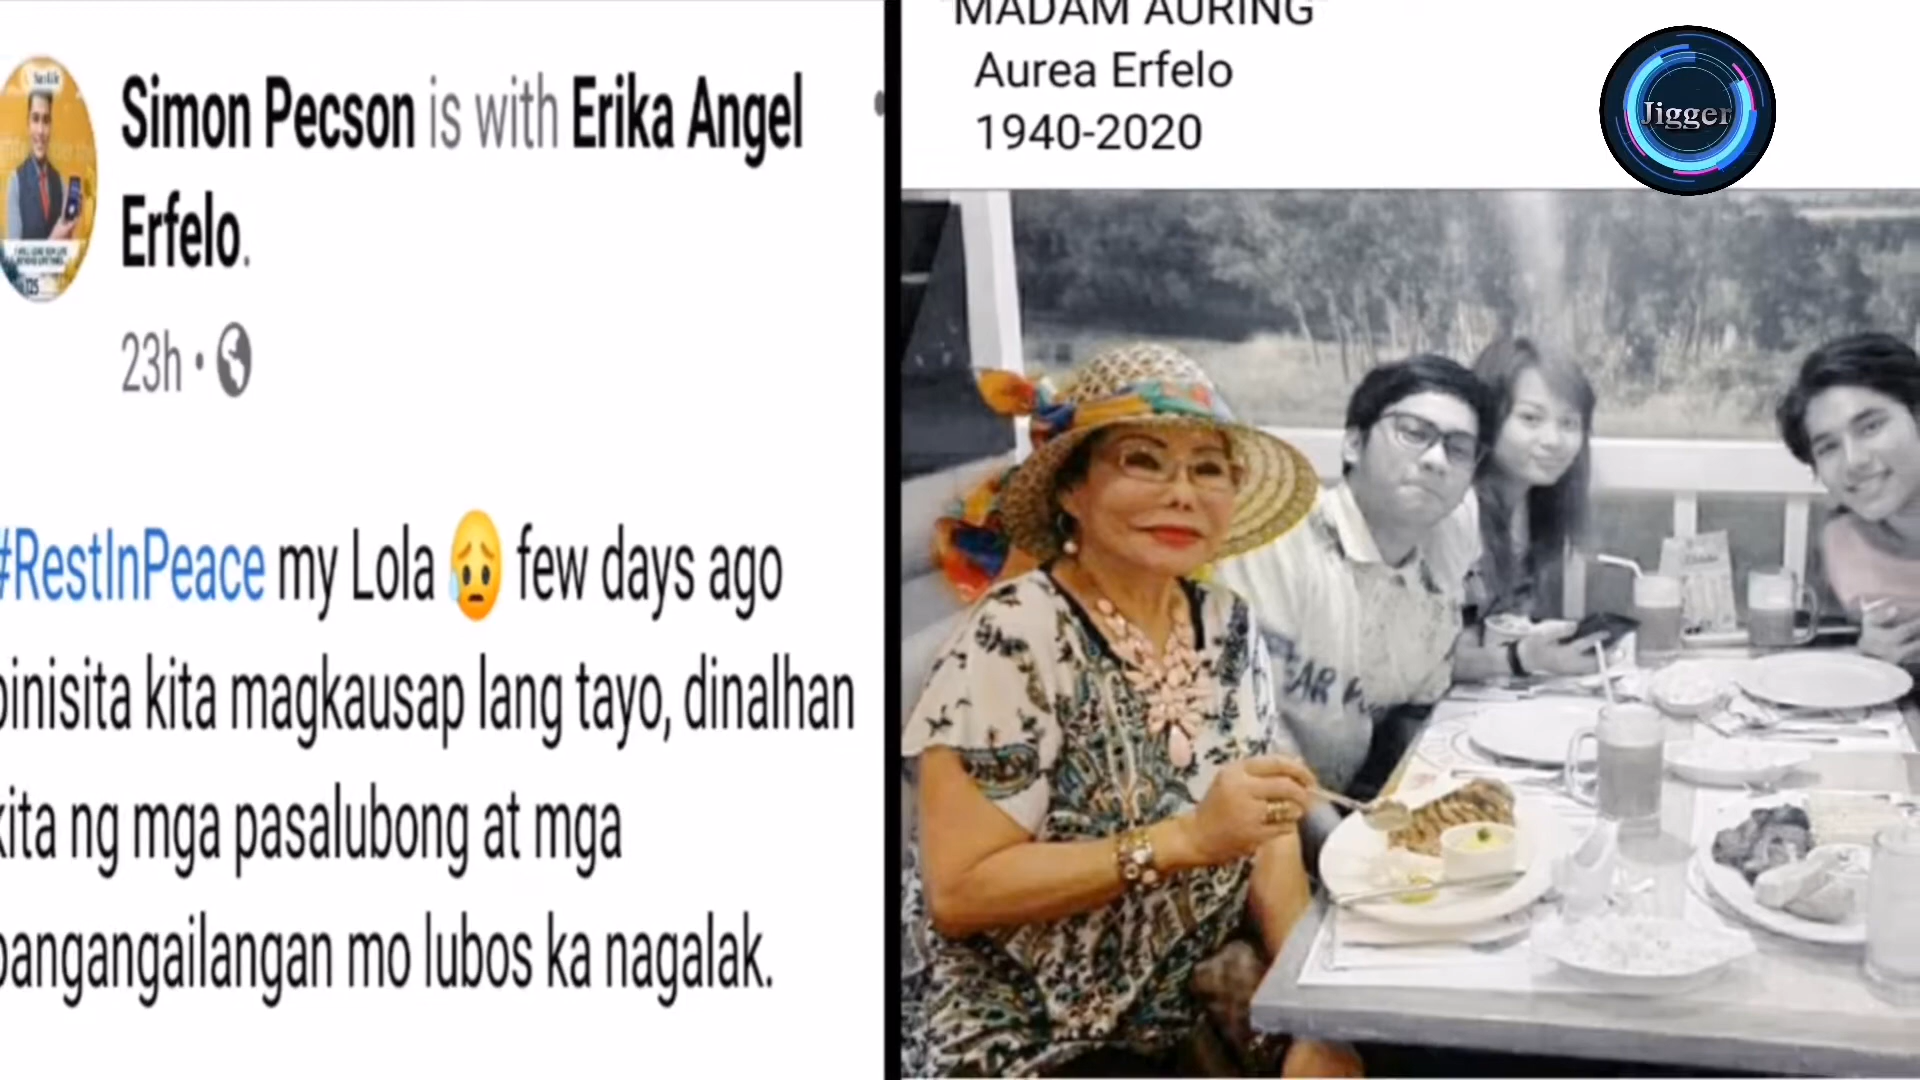 Simon Pecson is with Erika Angel
Erfelo.
23h
#RestInPeace my Lola 😥 few days ago
binisita kita magkausap lang tayo, dinalhan
kita ng mga pasalubong at mga
pangangailangan mo lubos ka nagalak.
"MADAM AURING"
Aurea Erfelo
1940-2020
Jigger